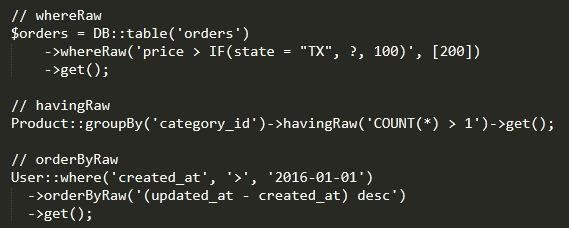 // whereRaw
$orders = DB::table('orders')
    ->whereRaw('price > IF(state = "TX", ?, 100)', [200])
    ->get();

// havingRaw
Product::groupBy('category_id')->havingRaw('COUNT(*) > 1')->get();

// orderByRaw
User::where('created_at', '>', '2016-01-01')
  ->orderByRaw('(updated_at - created_at) desc')
  ->get();